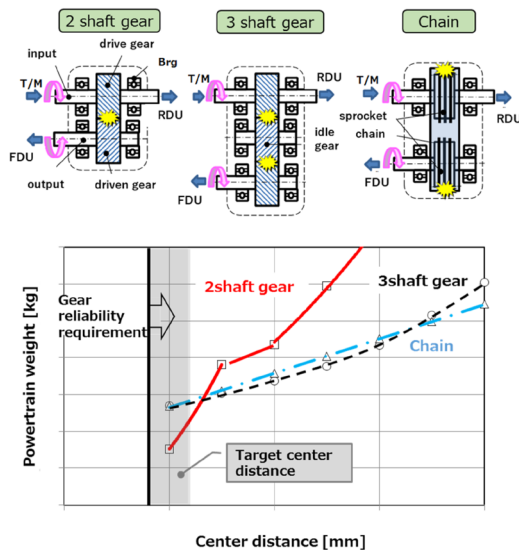 2 shaft gear
3 shaft gear
Chain
input
drive gear
Brg
T/M
RDU
FDU
output
driven gear
T/M
RDU
idle gear
FDU
T/M
sprocket
chain
RDU
FDU
Powertrain weight [kg]
Gear
reliability
requirement
2shaft gear
3shaft gear
Chain
Target center
distance
Center distance [mm]